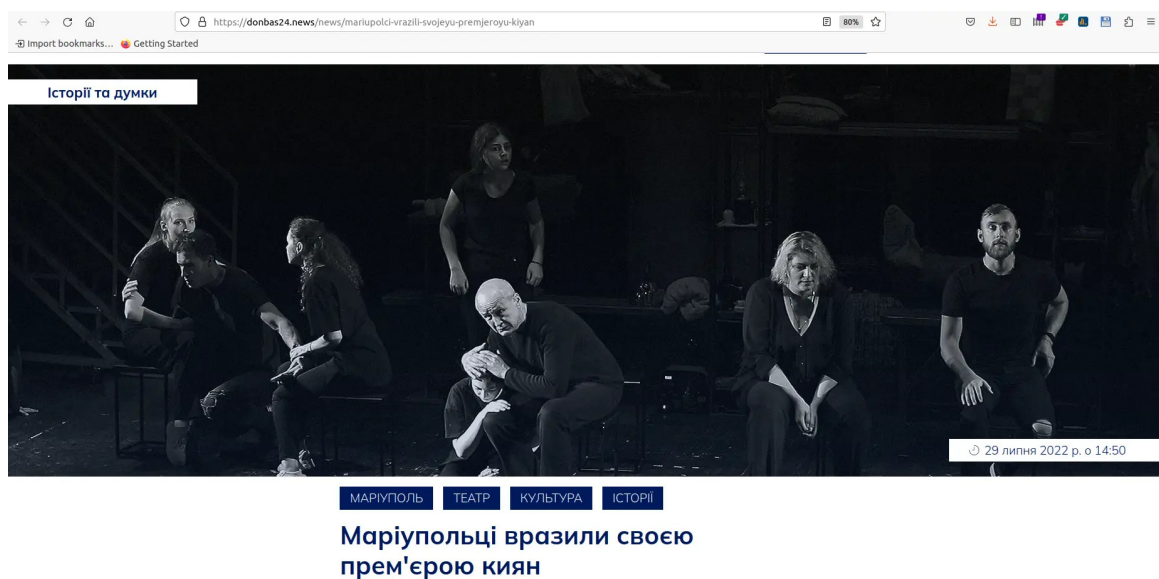 https://donbas24.news/news/mariupolci-vrazili-svojeyu-premjeroyu-kiyan
80%
Import bookmarks… Getting Started
Історії та думки
29 липня 2022 р. о 14:50
МАРІУПОЛЬ ТЕАТР КУЛЬТУРА ІСТОРІЇ
Маріупольці вразили своєю
прем'єрою киян